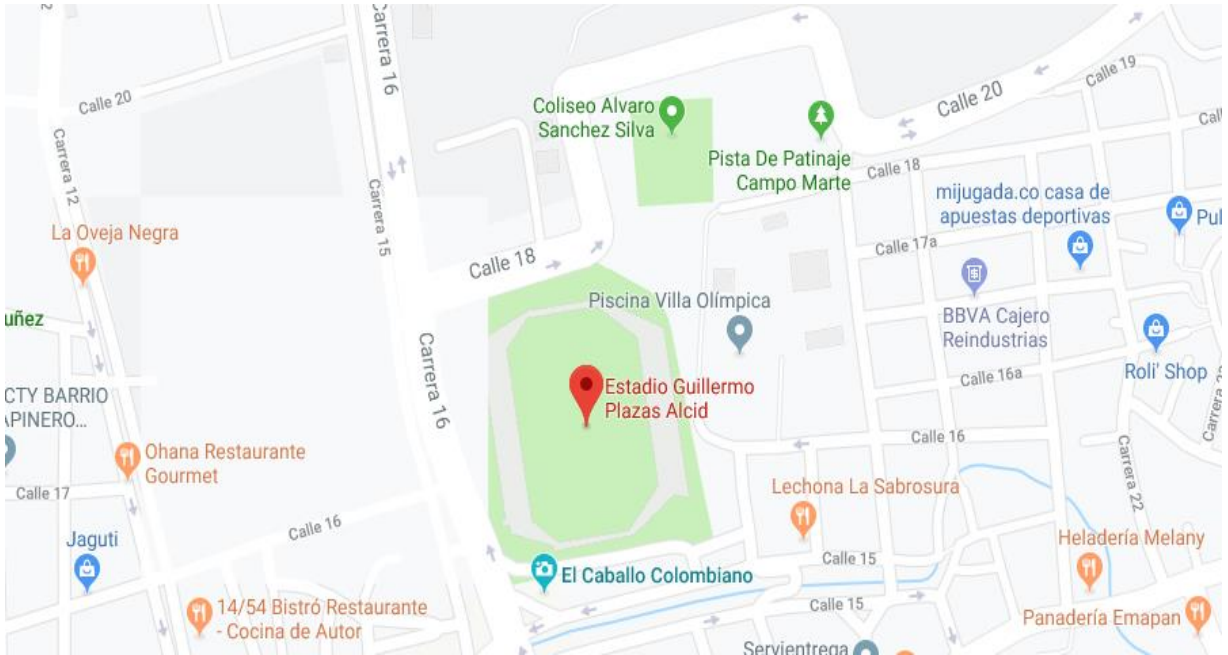 Carrera 16
Calle 19
Calle 20
Calle 20
Coliseo Alvaro
Sanchez Silva
Carrera 12
Pista De Patinaje
Campo Marte
Calle 18
mijugada.co casa de
apuestas deportivas
Carrera 15
La Oveja Negra
Calle 17a
Calle 18
Piscina Villa Olímpica
BBVA Cajero
Reindustrias
Carrera 16
Roli' Shop
Calle 16a
Estadio Guillermo
Plazas Alcid
CTY BARRIO
Calle 16
Ohana Restaurante
Gourmet
Carrera 22
Lechona La Sabrosura
Calle 17
Calle 16
Jaguti
Heladería Melany
Calle 15
El Caballo Colombiano
14/54 Bistró Restaurante
- Cocina de Autor
Calle 15
Panadería Emapan
Servientrega